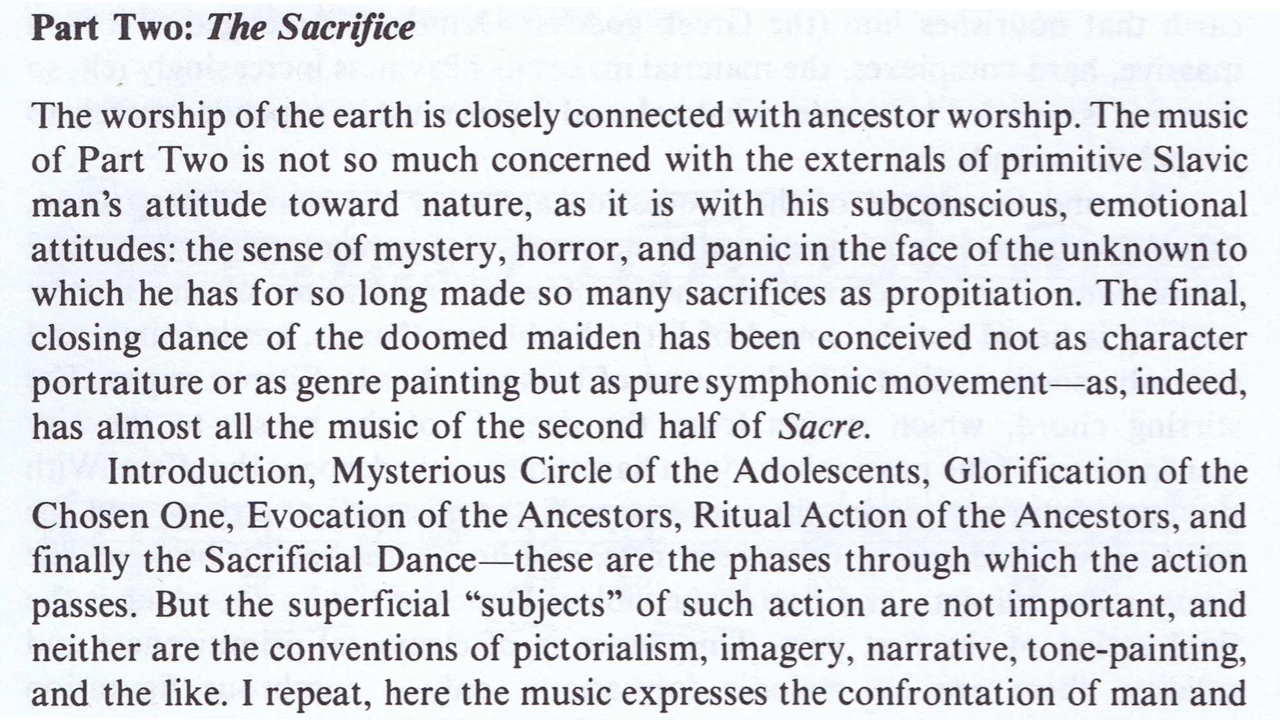 Part Two: The Sacrifice
The worship of the earth is closely connected with ancestor worship. The music
of Part Two is not so much concerned with the externals of primitive Slavic
man's attitude toward nature, as it is with his subconscious, emotional
attitudes: the sense of mystery, horror, and panic in the face of the unknown to
which he has for so long made so many sacrifices as propitiation. The final,
closing dance of the doomed maiden has been conceived not as character
portraiture or as genre painting but as pure symphonic movement—as, indeed,
has almost all the music of the second half of Sacre.
Introduction, Mysterious Circle of the Adolescents, Glorification of the
Chosen One, Evocation of the Ancestors, Ritual Action of the Ancestors, and
finally the Sacrificial Dance—these are the phases through which the action
passes. But the superficial “subjects” of such action are not important, and
neither are the conventions of pictorialism, imagery, narrative, tone-painting,
and the like. I repeat, here the music expresses the confrontation of man and